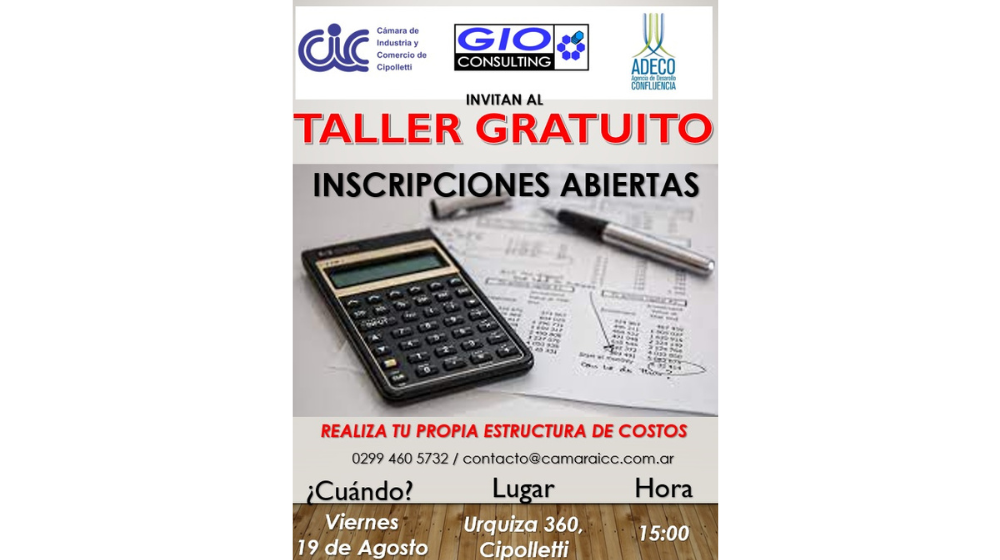 cic
Cámara de
Industria y
Comercio de
Cipolletti
GIO
CONSULTING
ADECO
Agencia de Desarrollo
CONFLUENCIA
INVITAN AL
TALLER GRATUITO
INSCRIPCIONES ABIERTAS
INPUT
REALIZA TU PROPIA ESTRUCTURA DE COSTOS
0299 460 5732 / contacto@camaraicc.com.ar
¿Cuándo? Lugar Hora
Viernes
19 de Agosto
Urquiza 360,
Cipolletti
15:00